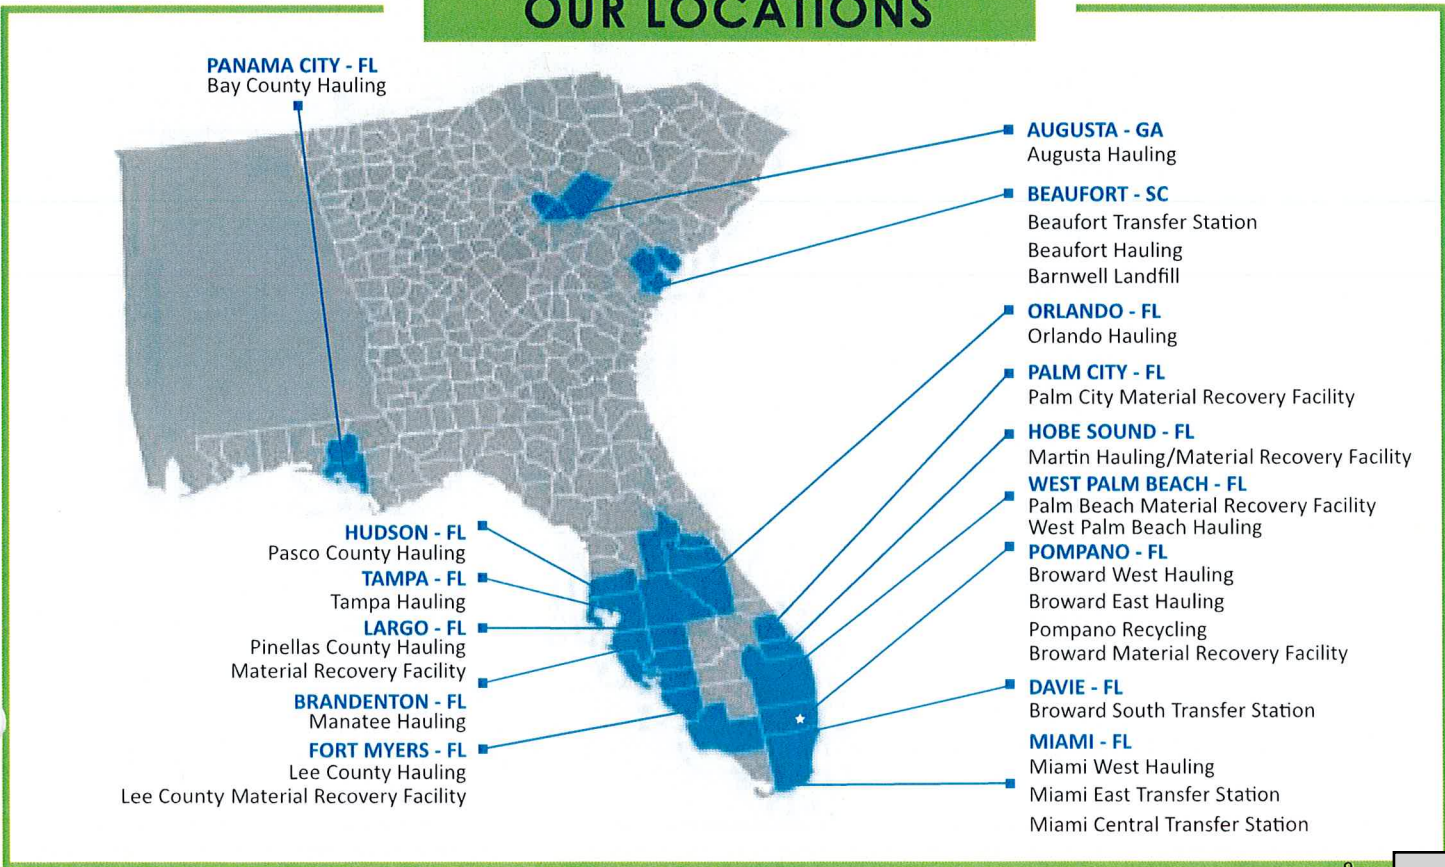 OUR LOCATIONS
PANAMA CITY - FL
Bay County Hauling
HUDSON - FL
Pasco County Hauling
TAMPA - FL
Tampa Hauling
LARGO - FL
Pinellas County Hauling
Material Recovery Facility
BRANDENTON - FL
Manatee Hauling
FORT MYERS - FL
Lee County Hauling
Lee County Material Recovery Facility
AUGUSTA - GA
Augusta Hauling
BEAUFORT - SC
Beaufort Transfer Station
Beaufort Hauling
Barnwell Landfill
ORLANDO - FL
Orlando Hauling
PALM CITY - FL
Palm City Material Recovery Facility
HOBE SOUND - FL
Martin Hauling/Material Recovery Facility
WEST PALM BEACH - FL
Palm Beach Material Recovery Facility
West Palm Beach Hauling
POMPANO - FL
Broward West Hauling
Broward East Hauling
Pompano Recycling
Broward Material Recovery Facility
DAVIE - FL
Broward South Transfer Station
MIAMI - FL
Miami West Hauling
Miami East Transfer Station
Miami Central Transfer Station